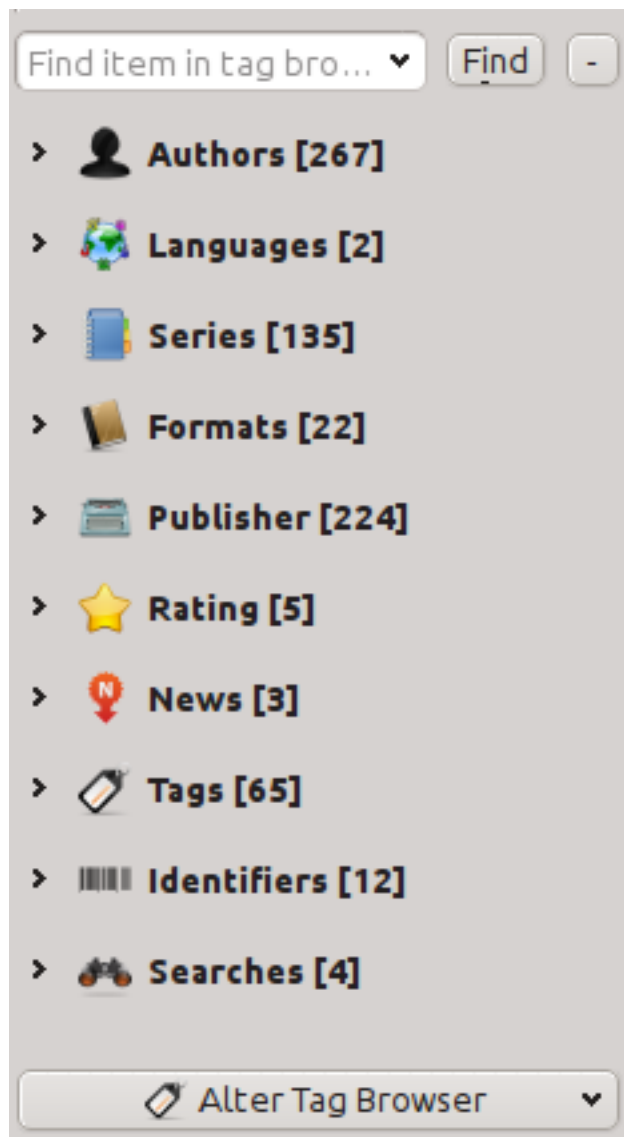 Find item in tag bro... Find -
Authors [267]
Languages [2]
Series [135]
Formats [22]
Publisher [224]
Rating [5]
N News [3]
Tags [65]
Identifiers [12]
Searches [4]
Alter Tag Browser